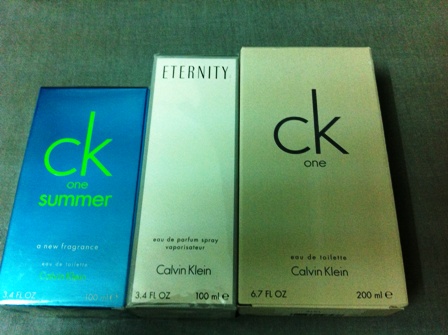 ck
one
summer
a new fragrance
eau de toilette
Calvin Klein
3.4 FL OZ 100 ml e
ETERNITY
eau de parfum spray
vaporisateur
Calvin Klein
3.4 FL OZ 100 ml e
ck
one
eau de toilette
Calvin Klein
6.7 FL OZ 200 ml e